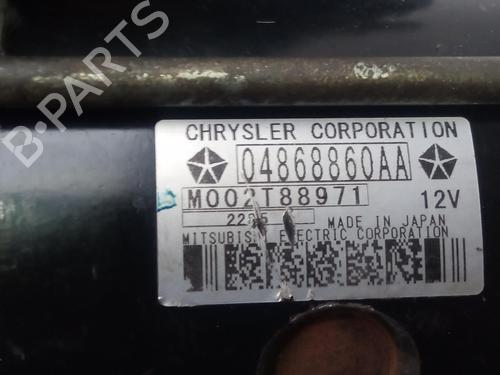 B-PARTS
CHRYSLER CORPORATION
04868860AA
M002T88971 12V
MADE IN JAPAN
MITSUBISHI ELECTRIC CORPORATION